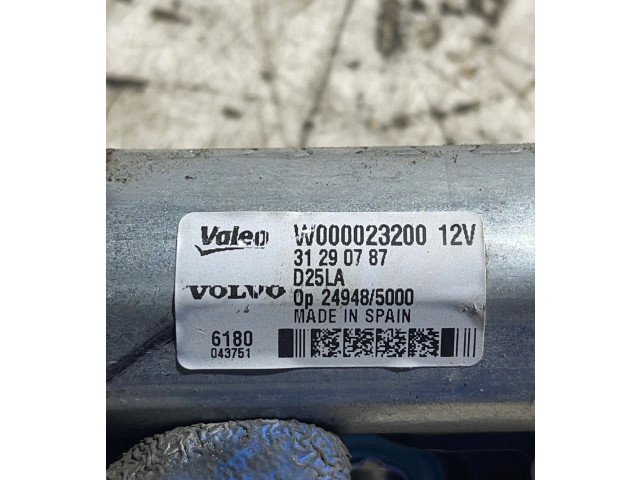 Valeo W000023200 12V
31 29 07 87
D25LA
VOLVO Op 24948/5000
MADE IN SPAIN
6180
043751